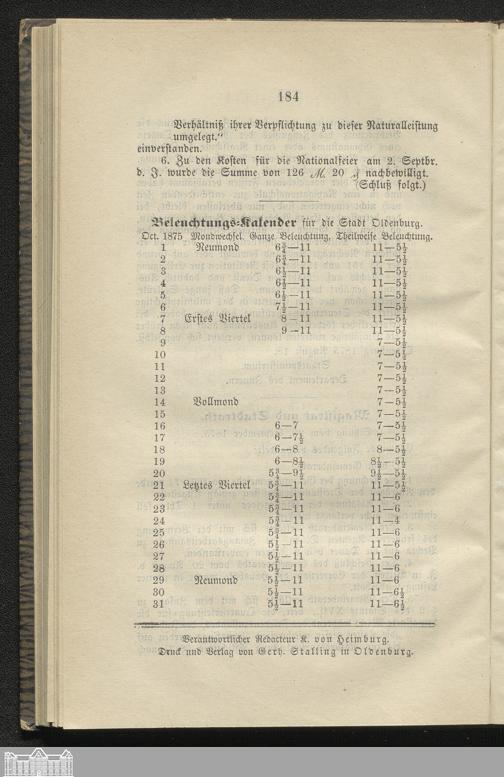 184
Verhältniß ihrer Verpflichtung zu dieser Naturalleistung
umgelegt."
einverstanden.
6. Zu den Kosten für die Nationalfeier am 2. Septbr.
d. J. wurde die Summe von 126 ℳ. 20 ₰ nachbewilligt.
(Schluß folgt.)
Beleuchtungs-Kalender für die Stadt Oldenburg.
Oct. 1875 Mondwechsel. Ganze Beleuchtung. Theilweise Beleuchtung.
1 Neumond 6¾—11 11—5½
2 6¾—11 11—5½
3 6½—11 11—5½
4 6½—11 11—5½
5 6½—11 11—5½
6 7½—11 11—5½
7 Erstes Viertel 8—11 11—5½
8 9—11 11—5½
9 7—5½
10 7—5½
11 7—5½
12 7—5½
13 7—5½
14 Vollmond 7—5½
15 7—5½
16 6—7 7—5½
17 6—7½ 7—5½
18 6—8 8—5½
19 6—8½ 8½—5½
20 5¾—9½ 9½—5½
21 Letztes Viertel 5¾—11 11—5½
22 5¾—11 11—6
23 5¾—11 11—6
24 5¾—11 11—4
25 5¾—11 11—6
26 5½—11 11—6
27 5½—11 11—6
28 5½—11 11—6
29 Neumond 5½—11 11—6
30 5½—11 11—6½
31 5½—11 11—6½
Verantwortlicher Redacteur K. von Heimburg.
Druck und Verlag von Gerh. Stalling in Oldenburg.